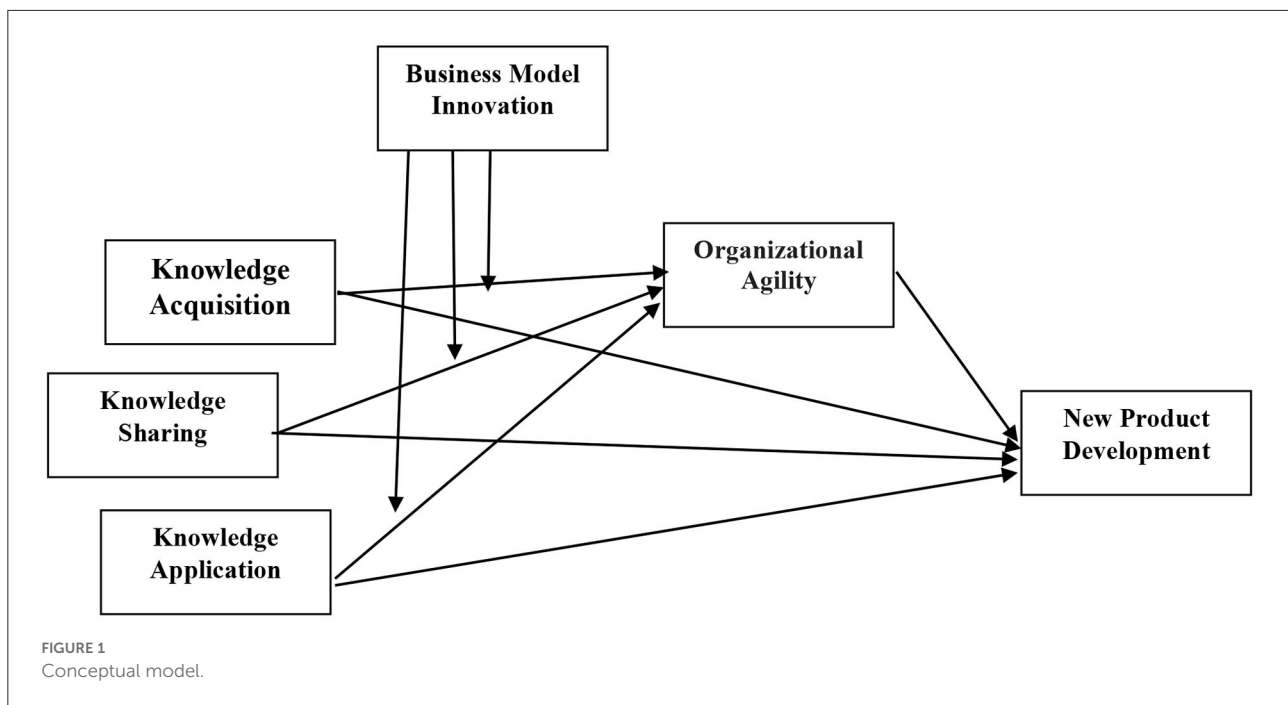 Business Model
Innovation
Knowledge
Acquisition
Organizational
Agility
Knowledge
Sharing
New Product
Development
Knowledge
Application
FIGURE 1
Conceptual model.